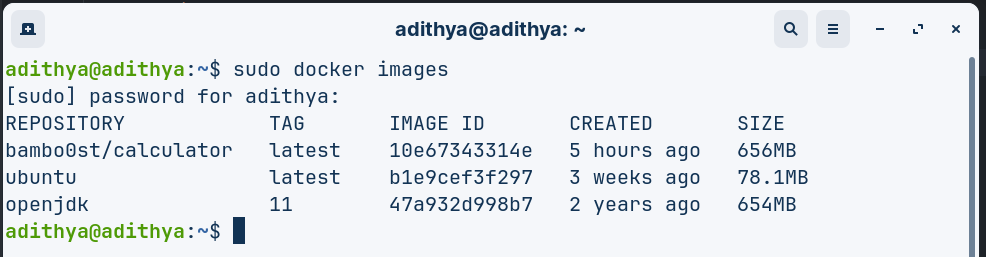 adithya@adithya: ~
adithya@adithya:~$ sudo docker images
[sudo] password for adithya:
REPOSITORY            TAG       IMAGE ID       CREATED       SIZE
bambo0st/calculator   latest    10e67343314e   5 hours ago   656MB
ubuntu                latest    b1e9cef3f297   3 weeks ago   78.1MB
openjdk               11        47a932d998b7   2 years ago   654MB
adithya@adithya:~$